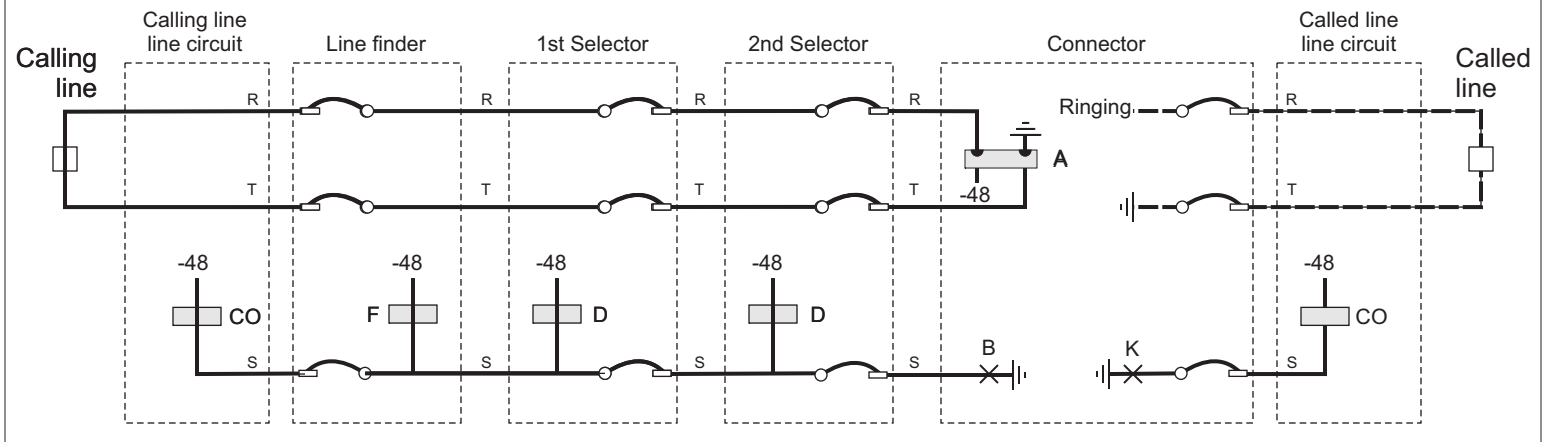 Calling line
line circuit
Line finder
1st Selector
2nd Selector
Connector
Called line
line circuit
Calling
line
Called
line
R
R
R
R
Ringing
R
A
T
T
T
T
-48
T
-48
-48
-48
-48
-48
CO
F
D
D
CO
S
S
S
S
B
K
S